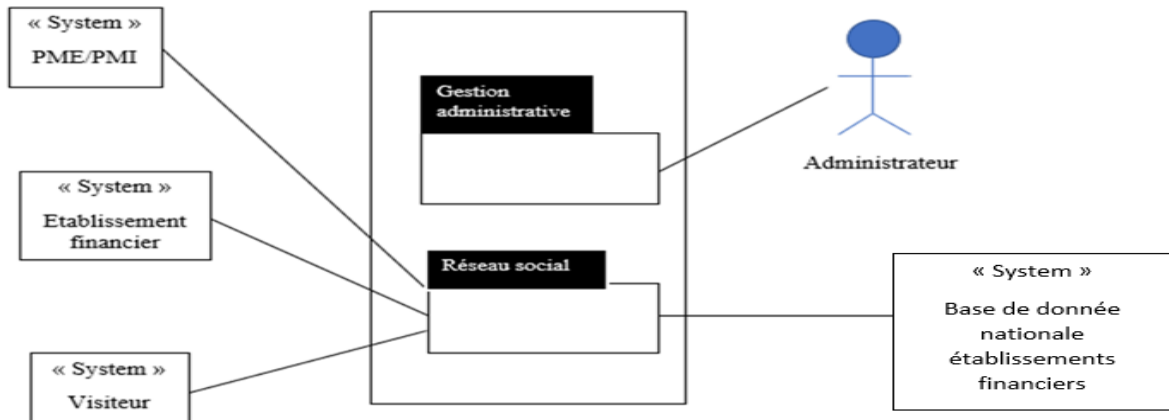 « System »
PME/PMI
Gestion
administrative
Administrateur
« System »
Etablissement
financier
Réseau social
« System »
Base de donnée
nationale
établissements
financiers
« System »
Visiteur